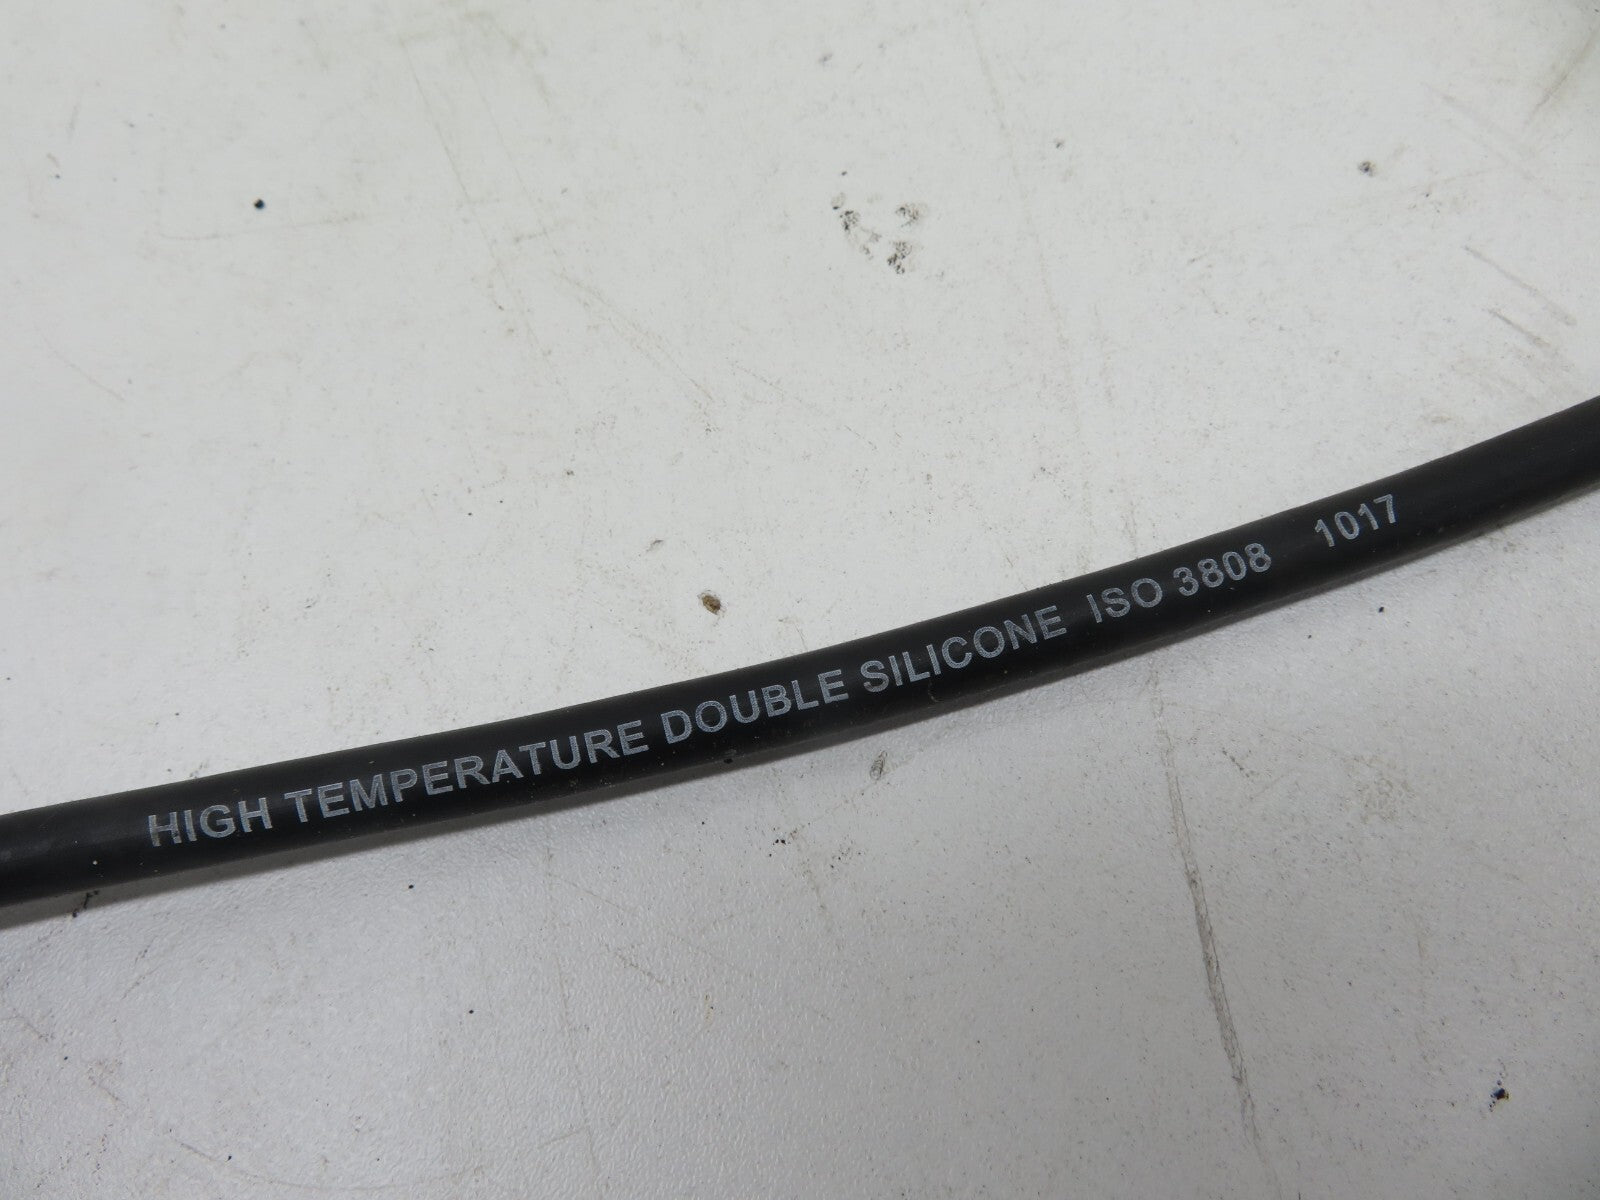 HIGH TEMPERATURE DOUBLE SILICONE ISO 3808 1017